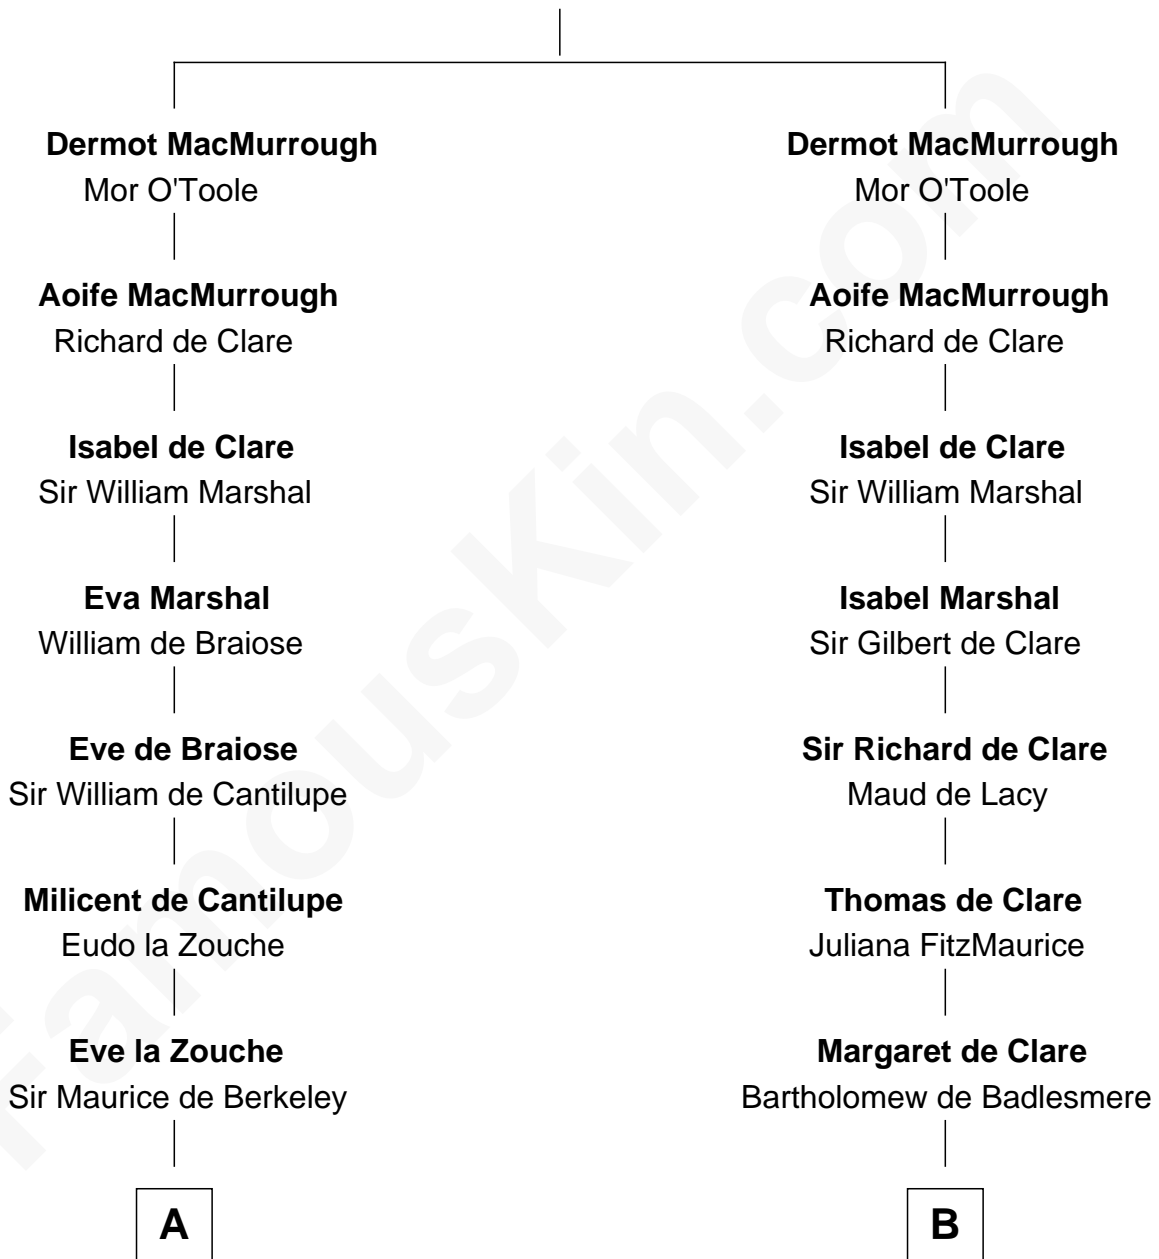 Dermot MacMurrough
Mor O'Toole
Aoife MacMurrough
Richard de Clare
Isabel de Clare
Sir William Marshal
Eva Marshal
William de Braiose
Eve de Braiose
Sir William de Cantilupe
Milicent de Cantilupe
Eudo la Zouche
Eve la Zouche
Sir Maurice de Berkeley
A
Dermot MacMurrough
Mor O'Toole
Aoife MacMurrough
Richard de Clare
Isabel de Clare
Sir William Marshal
Isabel Marshal
Sir Gilbert de Clare
Sir Richard de Clare
Maud de Lacy
Thomas de Clare
Juliana FitzMaurice
Margaret de Clare
Bartholomew de Badlesmere
B
FamousKin.com